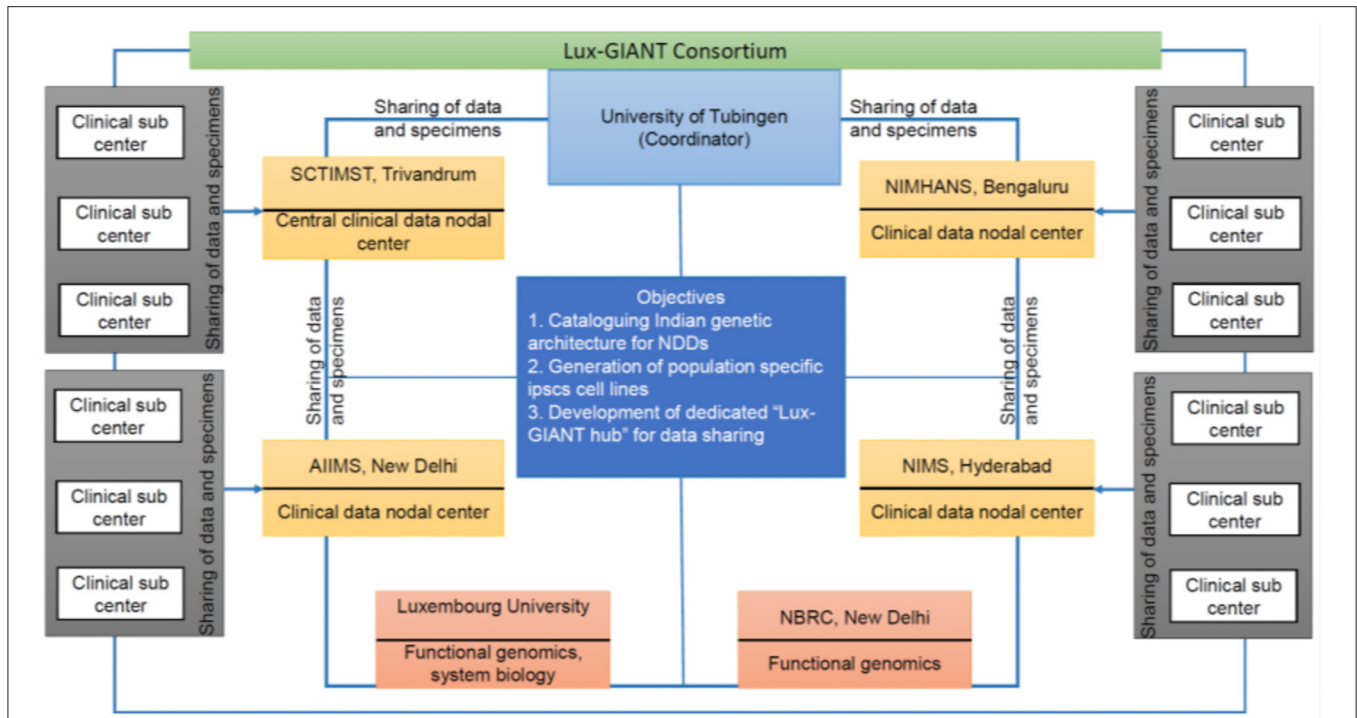 Lux-GIANT Consortium
University of Tubingen
(Coordinator)
Sharing of data
and specimens
Sharing of data
and specimens
Clinical sub
center
Clinical sub
center
Clinical sub
center
Sharing of data and specimens
SCTIMST, Trivandrum
Central clinical data nodal
center
NIMHANS, Bengaluru
Clinical data nodal center
Sharing of data and specimens
Clinical sub
center
Clinical sub
center
Clinical sub
center
Sharing of data
and specimens
Objectives
1. Cataloguing Indian genetic
architecture for NDDs
2. Generation of population specific
ipscs cell lines
3. Development of dedicated “Lux-
GIANT hub” for data sharing
Sharing of data
and specimens
Clinical sub
center
Clinical sub
center
Clinical sub
center
Sharing of data and specimens
AIIMS, New Delhi
Clinical data nodal center
NIMS, Hyderabad
Clinical data nodal center
Sharing of data and specimens
Clinical sub
center
Clinical sub
center
Clinical sub
center
Luxembourg University
Functional genomics,
system biology
NBRC, New Delhi
Functional genomics